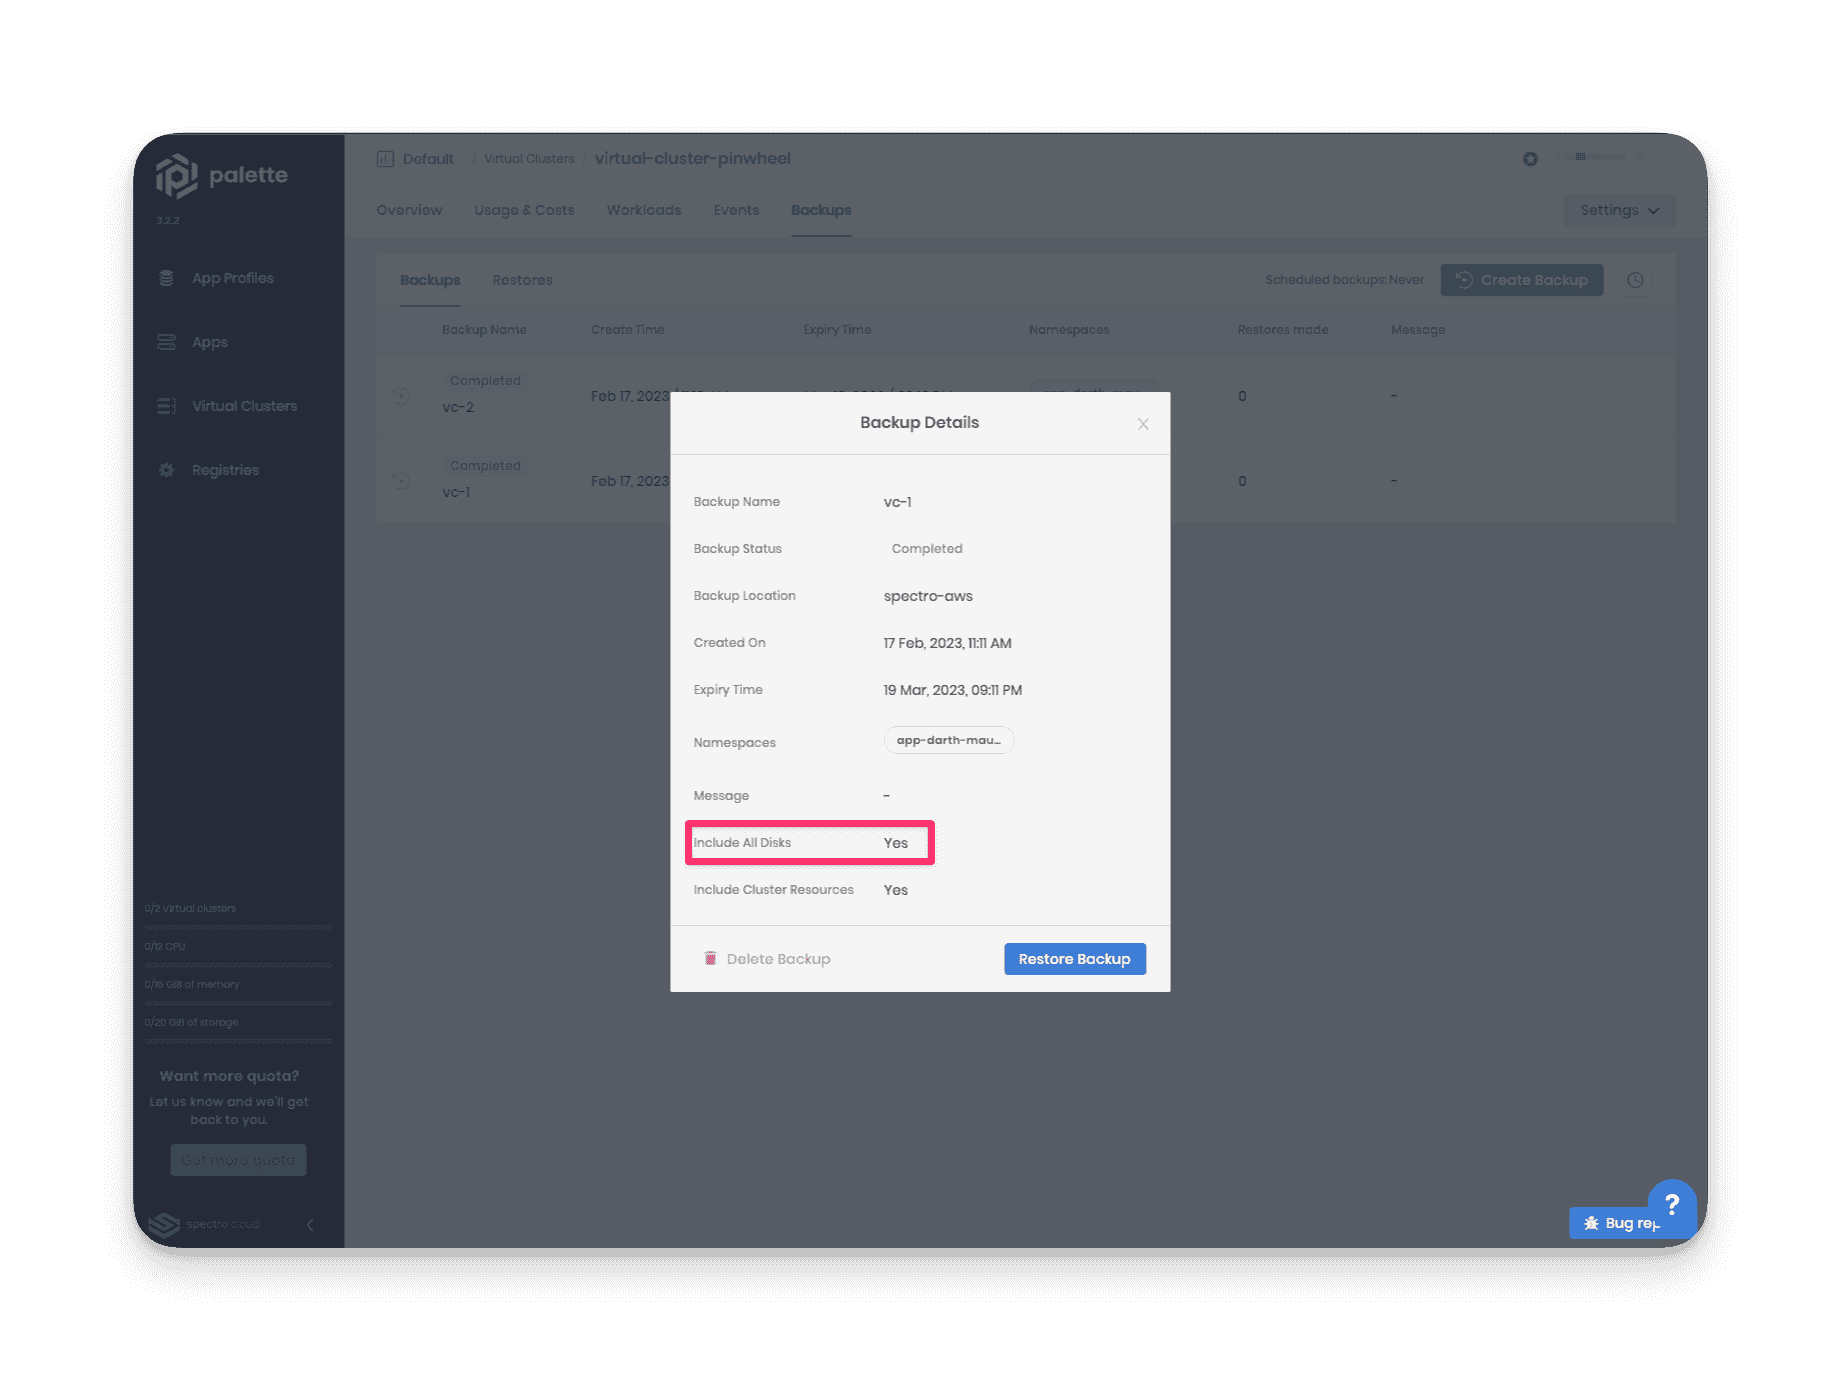 palette
3.2.2
App Profiles
Apps
Virtual Clusters
Registries
0/2 Virtual clusters
0/12 CPU
0/16 GiB of memory
0/20 GiB of storage
Want more quota?
Let us know and we'll get
back to you.
Get more quota
spectro cloud
Default / Virtual Clusters / virtual-cluster-pinwheel
Overview Usage & Costs Workloads Events Backups
Settings
Backups Restores
Scheduled backups: Never Create Backup
Backup Name Create Time Expiry Time Namespaces Restores made Message
Completed
vc-2 Feb 17, 2023 0 -
Completed
vc-1 Feb 17, 2023 0 -
Backup Details
Backup Name vc-1
Backup Status Completed
Backup Location spectro-aws
Created On 17 Feb, 2023, 11:11 AM
Expiry Time 19 Mar, 2023, 09:11 PM
Namespaces app-darth-mau...
Message -
Include All Disks Yes
Include Cluster Resources Yes
Delete Backup Restore Backup
Bug rep
?